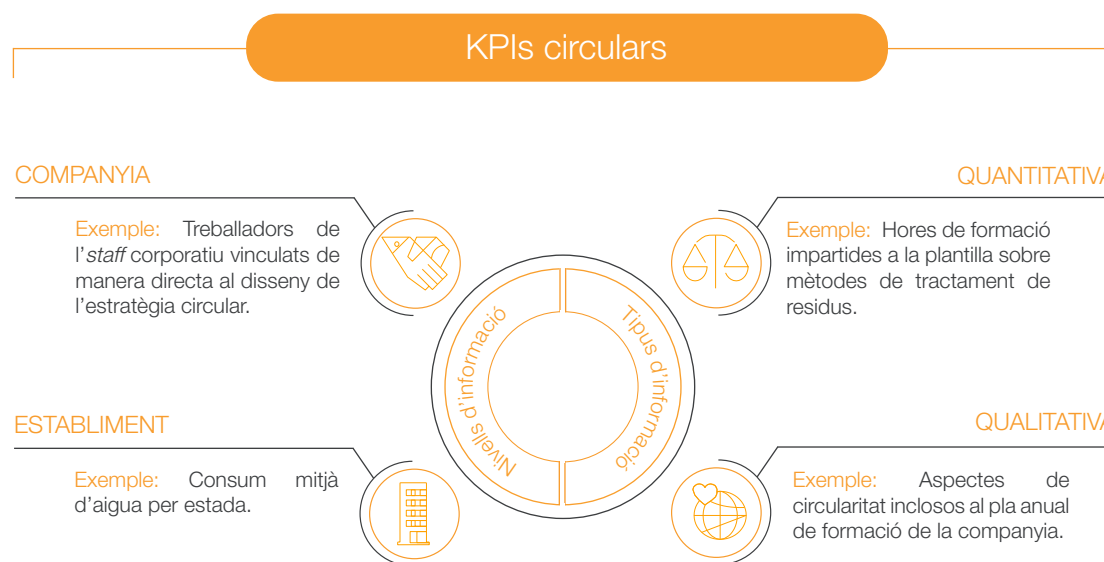 KPIs circulars
COMPANYIA
Exemple: Treballadors de
l'staff corporatiu vinculats de
manera directa al disseny de
l'estratègia circular.
QUANTITATIVA
Exemple: Hores de formació
impartides a la plantilla sobre
mètodes de tractament de
residus.
Nivells d'informació
Tipus d'informació
ESTABLIMENT
Exemple: Consum mitjà
d'aigua per estada.
QUALITATIVA
Exemple: Aspectes de
circularitat inclosos al pla anual
de formació de la companyia.